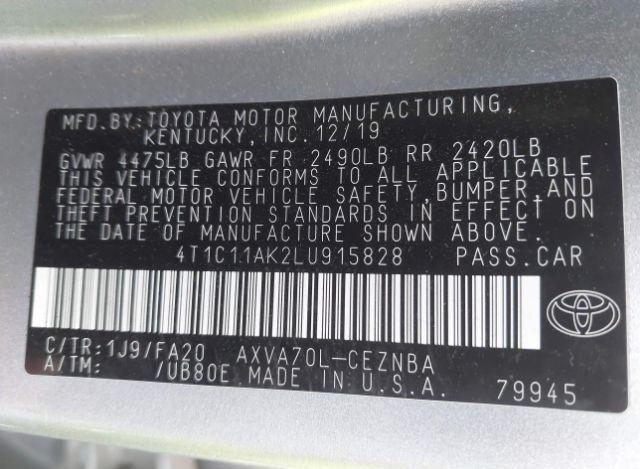 MFD.BY:TOYOTA MOTOR MANUFACTURING,
KENTUCKY,INC.12/19
GVWR 4475LB GAWR FR 2490LB RR 2420LB
THIS VEHICLE CONFORMS TO ALL APPLICABLE
FEDERAL MOTOR VEHICLE SAFETY,BUMPER,AND
THEFT PREVENTION STANDARDS IN EFFECT ON
THE DATE OF MANUFACTURE SHOWN ABOVE.
4T1C11AK2LU915828 PASS.CAR
C/TR:1J9/FA20 AXVA70L-CEZNBA
A/TM: /UB80E MADE IN U.S.A. 79945